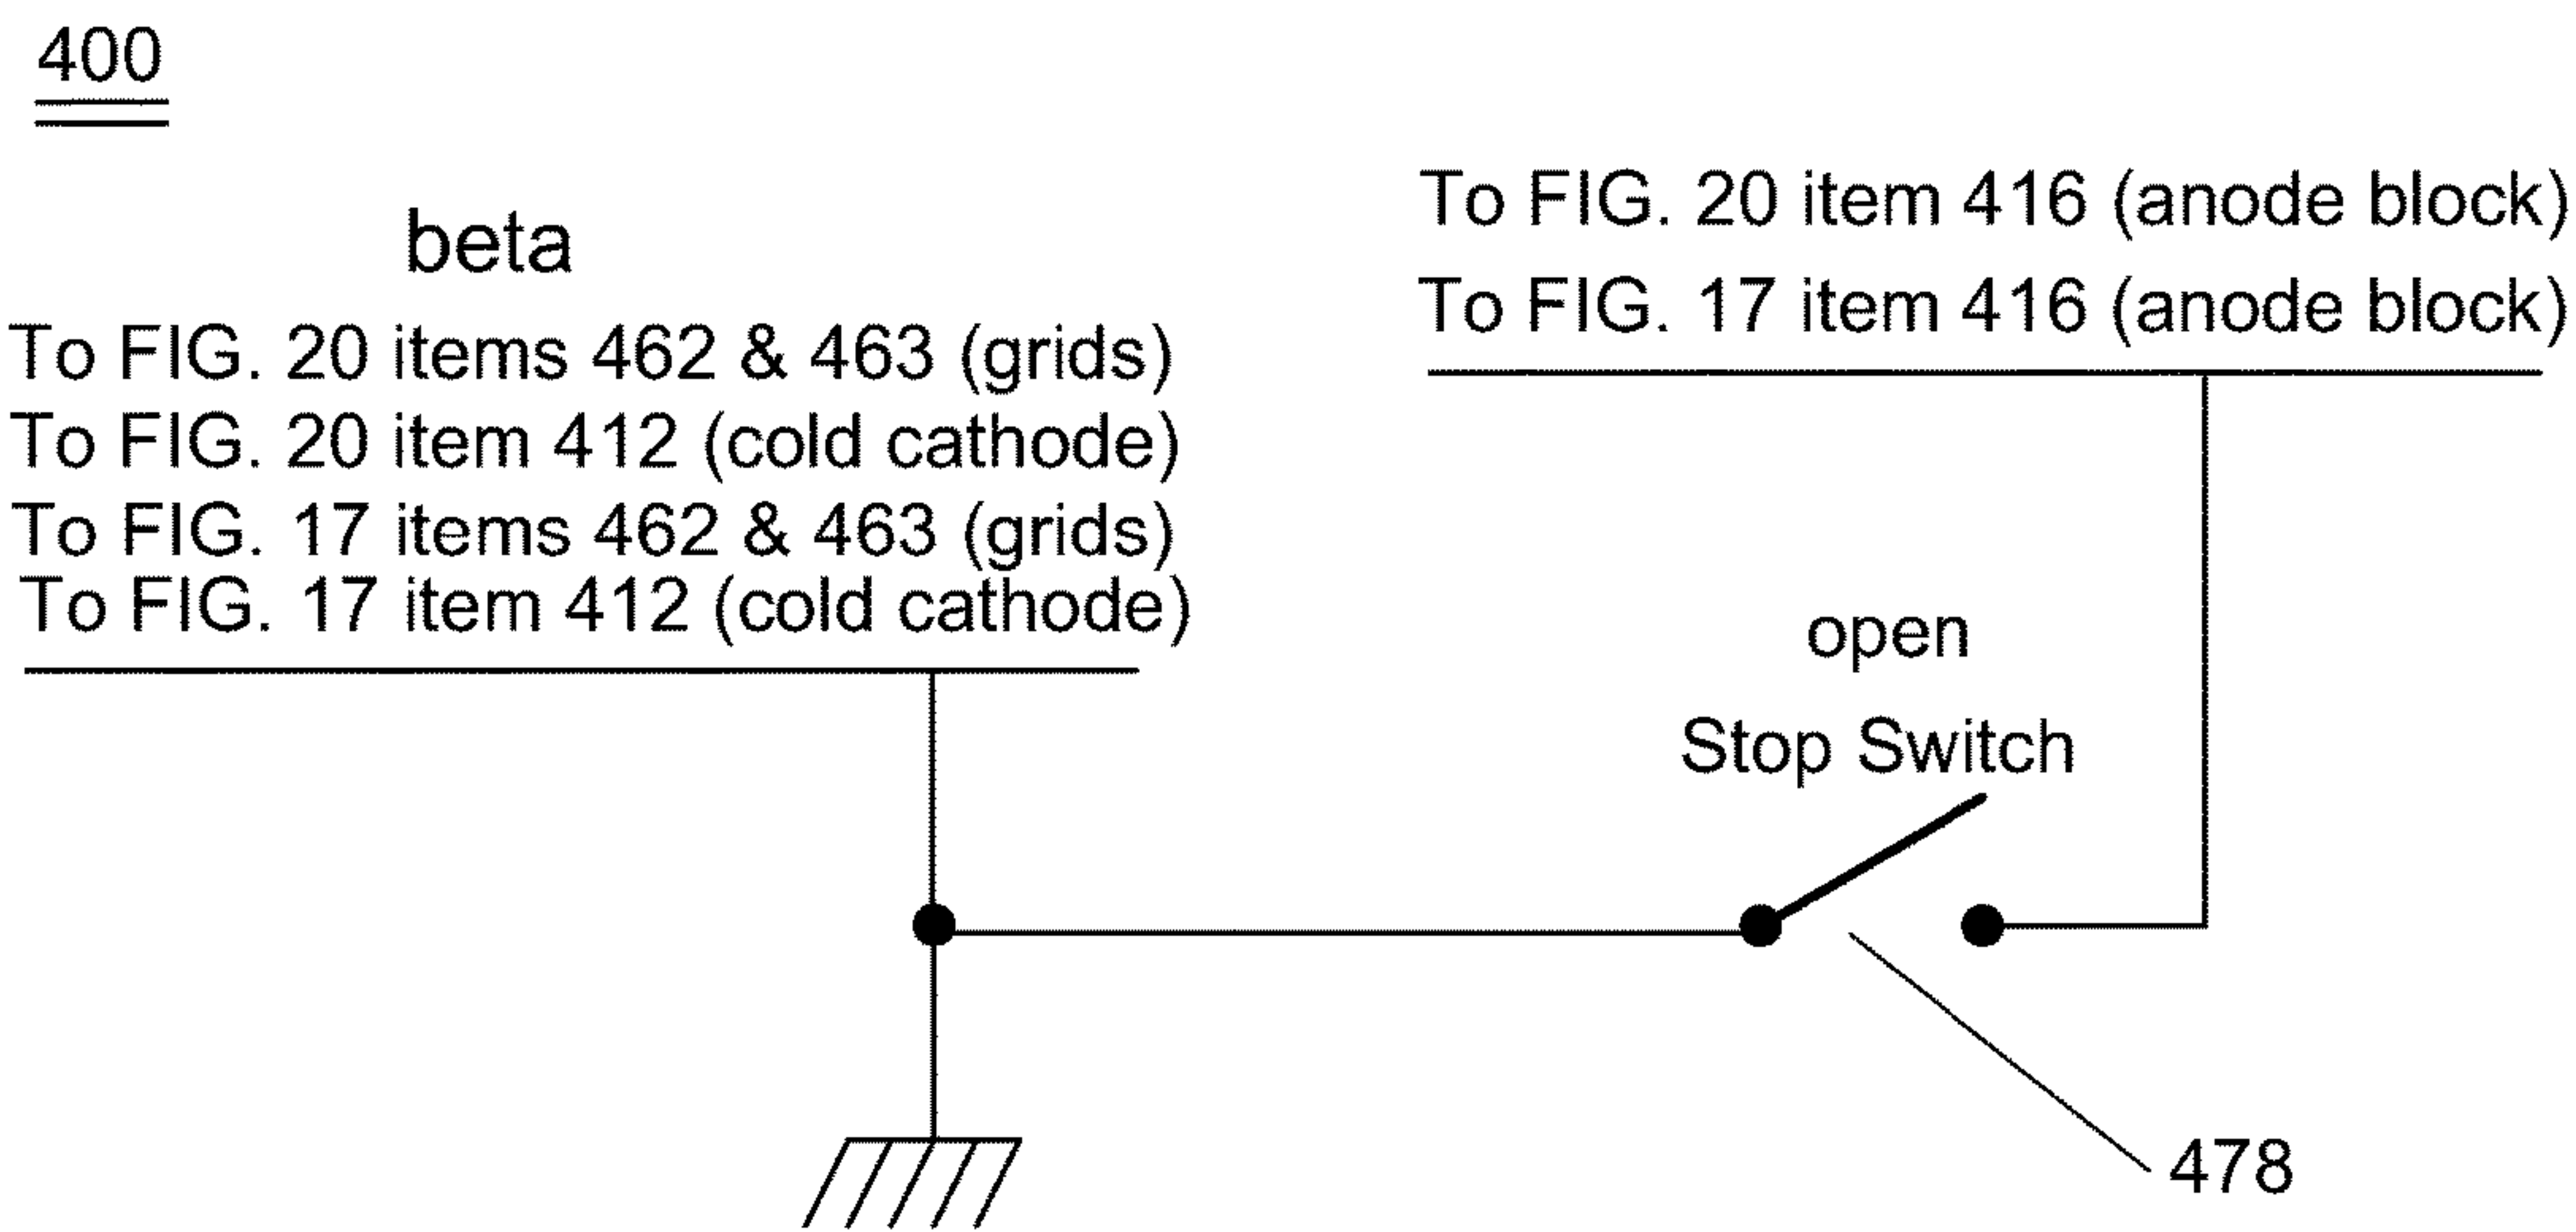 400
beta
To FIG. 20 items 462 & 463 (grids)
To FIG. 20 item 412 (cold cathode)
To FIG. 17 items 462 & 463 (grids)
To FIG. 17 item 412 (cold cathode)
To FIG. 20 item 416 (anode block)
To FIG. 17 item 416 (anode block)
open
Stop Switch
478